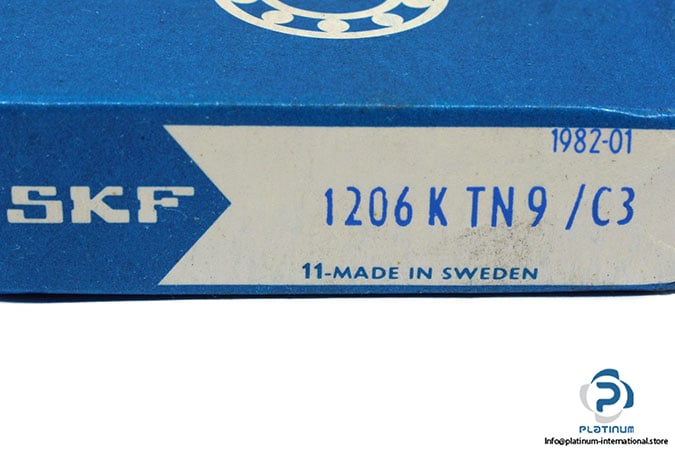 1982-01
SKF
1206 K TN9 /C3
11-MADE IN SWEDEN
P
PLATINUM
Info@platinum-international.store